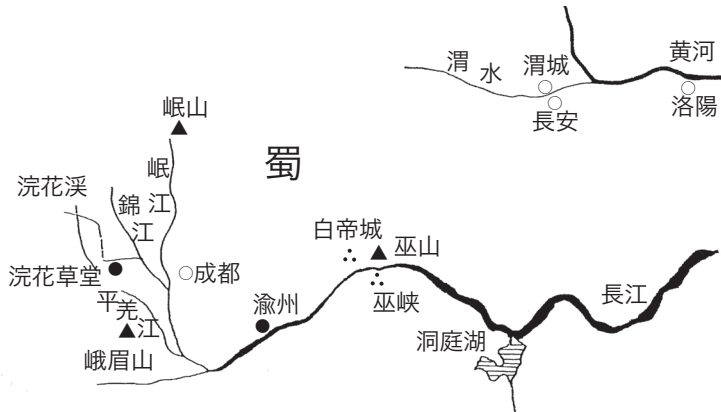 黄河
渭水
渭城
洛陽
長安
岷山
蜀
岷江
浣花渓
錦江
白帝城
巫山
成都
浣花草堂
平羌江
渝州
巫峡
長江
洞庭湖
峨眉山